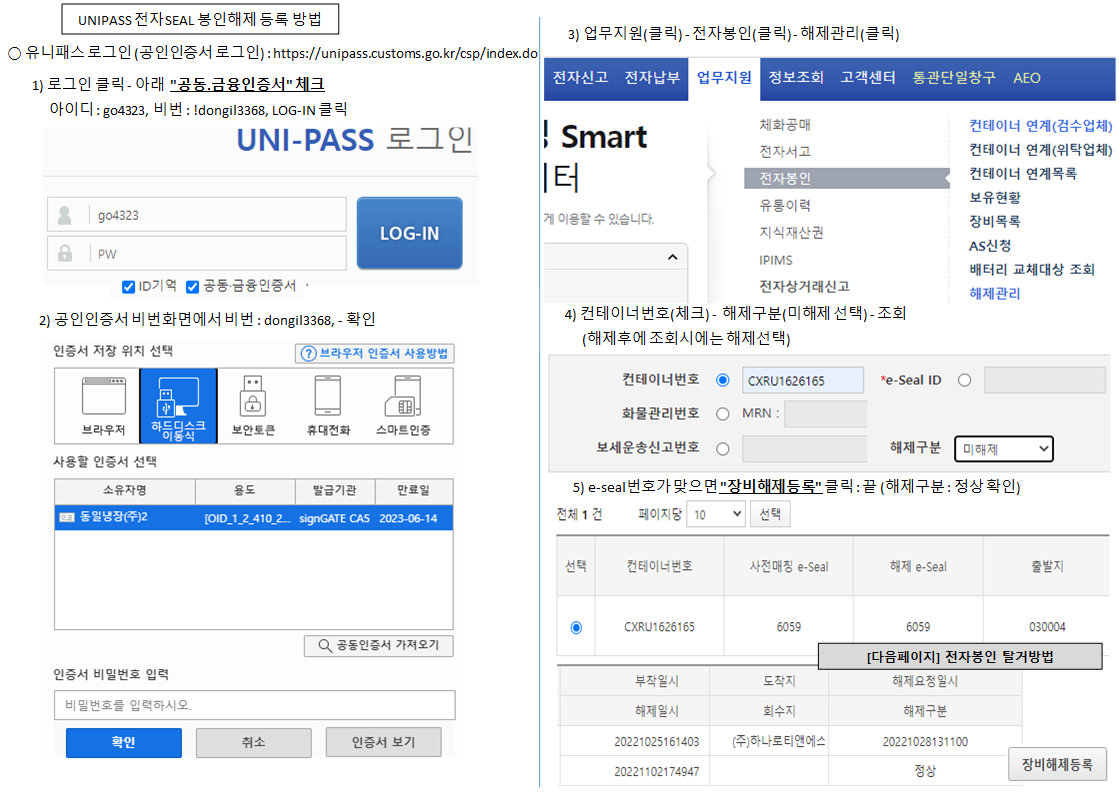 UNIPASS 전자SEAL 봉인해제 등록 방법
○ 유니패스 로그인 (공인인증서 로그인) : https://unipass.customs.go.kr/csp/index.do
1) 로그인 클릭 - 아래 "공동.금융인증서" 체크
아이디 : go4323, 비번 : !dongil3368, LOG-IN 클릭
UNI-PASS 로그인
go4323
PW
LOG-IN
ID기억 공동·금융인증서
2) 공인인증서 비번화면에서 비번 : dongil3368, - 확인
인증서 저장 위치 선택
? 브라우저 인증서 사용방법
브라우저
하드디스크
이동식
보안토큰
휴대전화
스마트인증
사용할 인증서 선택
소유자명 용도 발급기관 만료일
동일냉장(주)2 [OID_1_2_410_2... signGATE CA5 2023-06-14
공동인증서 가져오기
인증서 비밀번호 입력
비밀번호를 입력하시오.
확인 취소 인증서 보기
3) 업무지원(클릭) - 전자봉인(클릭) - 해제관리(클릭)
전자신고 전자납부 업무지원 정보조회 고객센터 통관단일창구 AEO
Smart
터
게 이용할 수 있습니다.
체화공매
전자서고
전자봉인
유통이력
지식재산권
IPIMS
전자상거래신고
컨테이너 연계(검수업체)
컨테이너 연계(위탁업체)
컨테이너 연계목록
보유현황
장비목록
AS신청
배터리 교체대상 조회
해제관리
4) 컨테이너번호(체크) - 해제구분(미해제 선택) - 조회
(해제후에 조회시에는 해제선택)
컨테이너번호 CXRU1626165 *e-Seal ID
화물관리번호 MRN :
보세운송신고번호 해제구분 미해제
5) e-seal 번호가 맞으면 "장비해제등록" 클릭 : 끝 (해제구분 : 정상 확인)
전체 1 건 페이지당 10 선택
선택 컨테이너번호 사전매칭 e-Seal 해제 e-Seal 출발지
CXRU1626165 6059 6059 030004
[다음페이지] 전자봉인 탈거방법
부착일시 도착지 해제요청일시
해제일시 회수지 해제구분
20221025161403 (주)하나로티앤에스 20221028131100
20221102174947 정상
장비해제등록